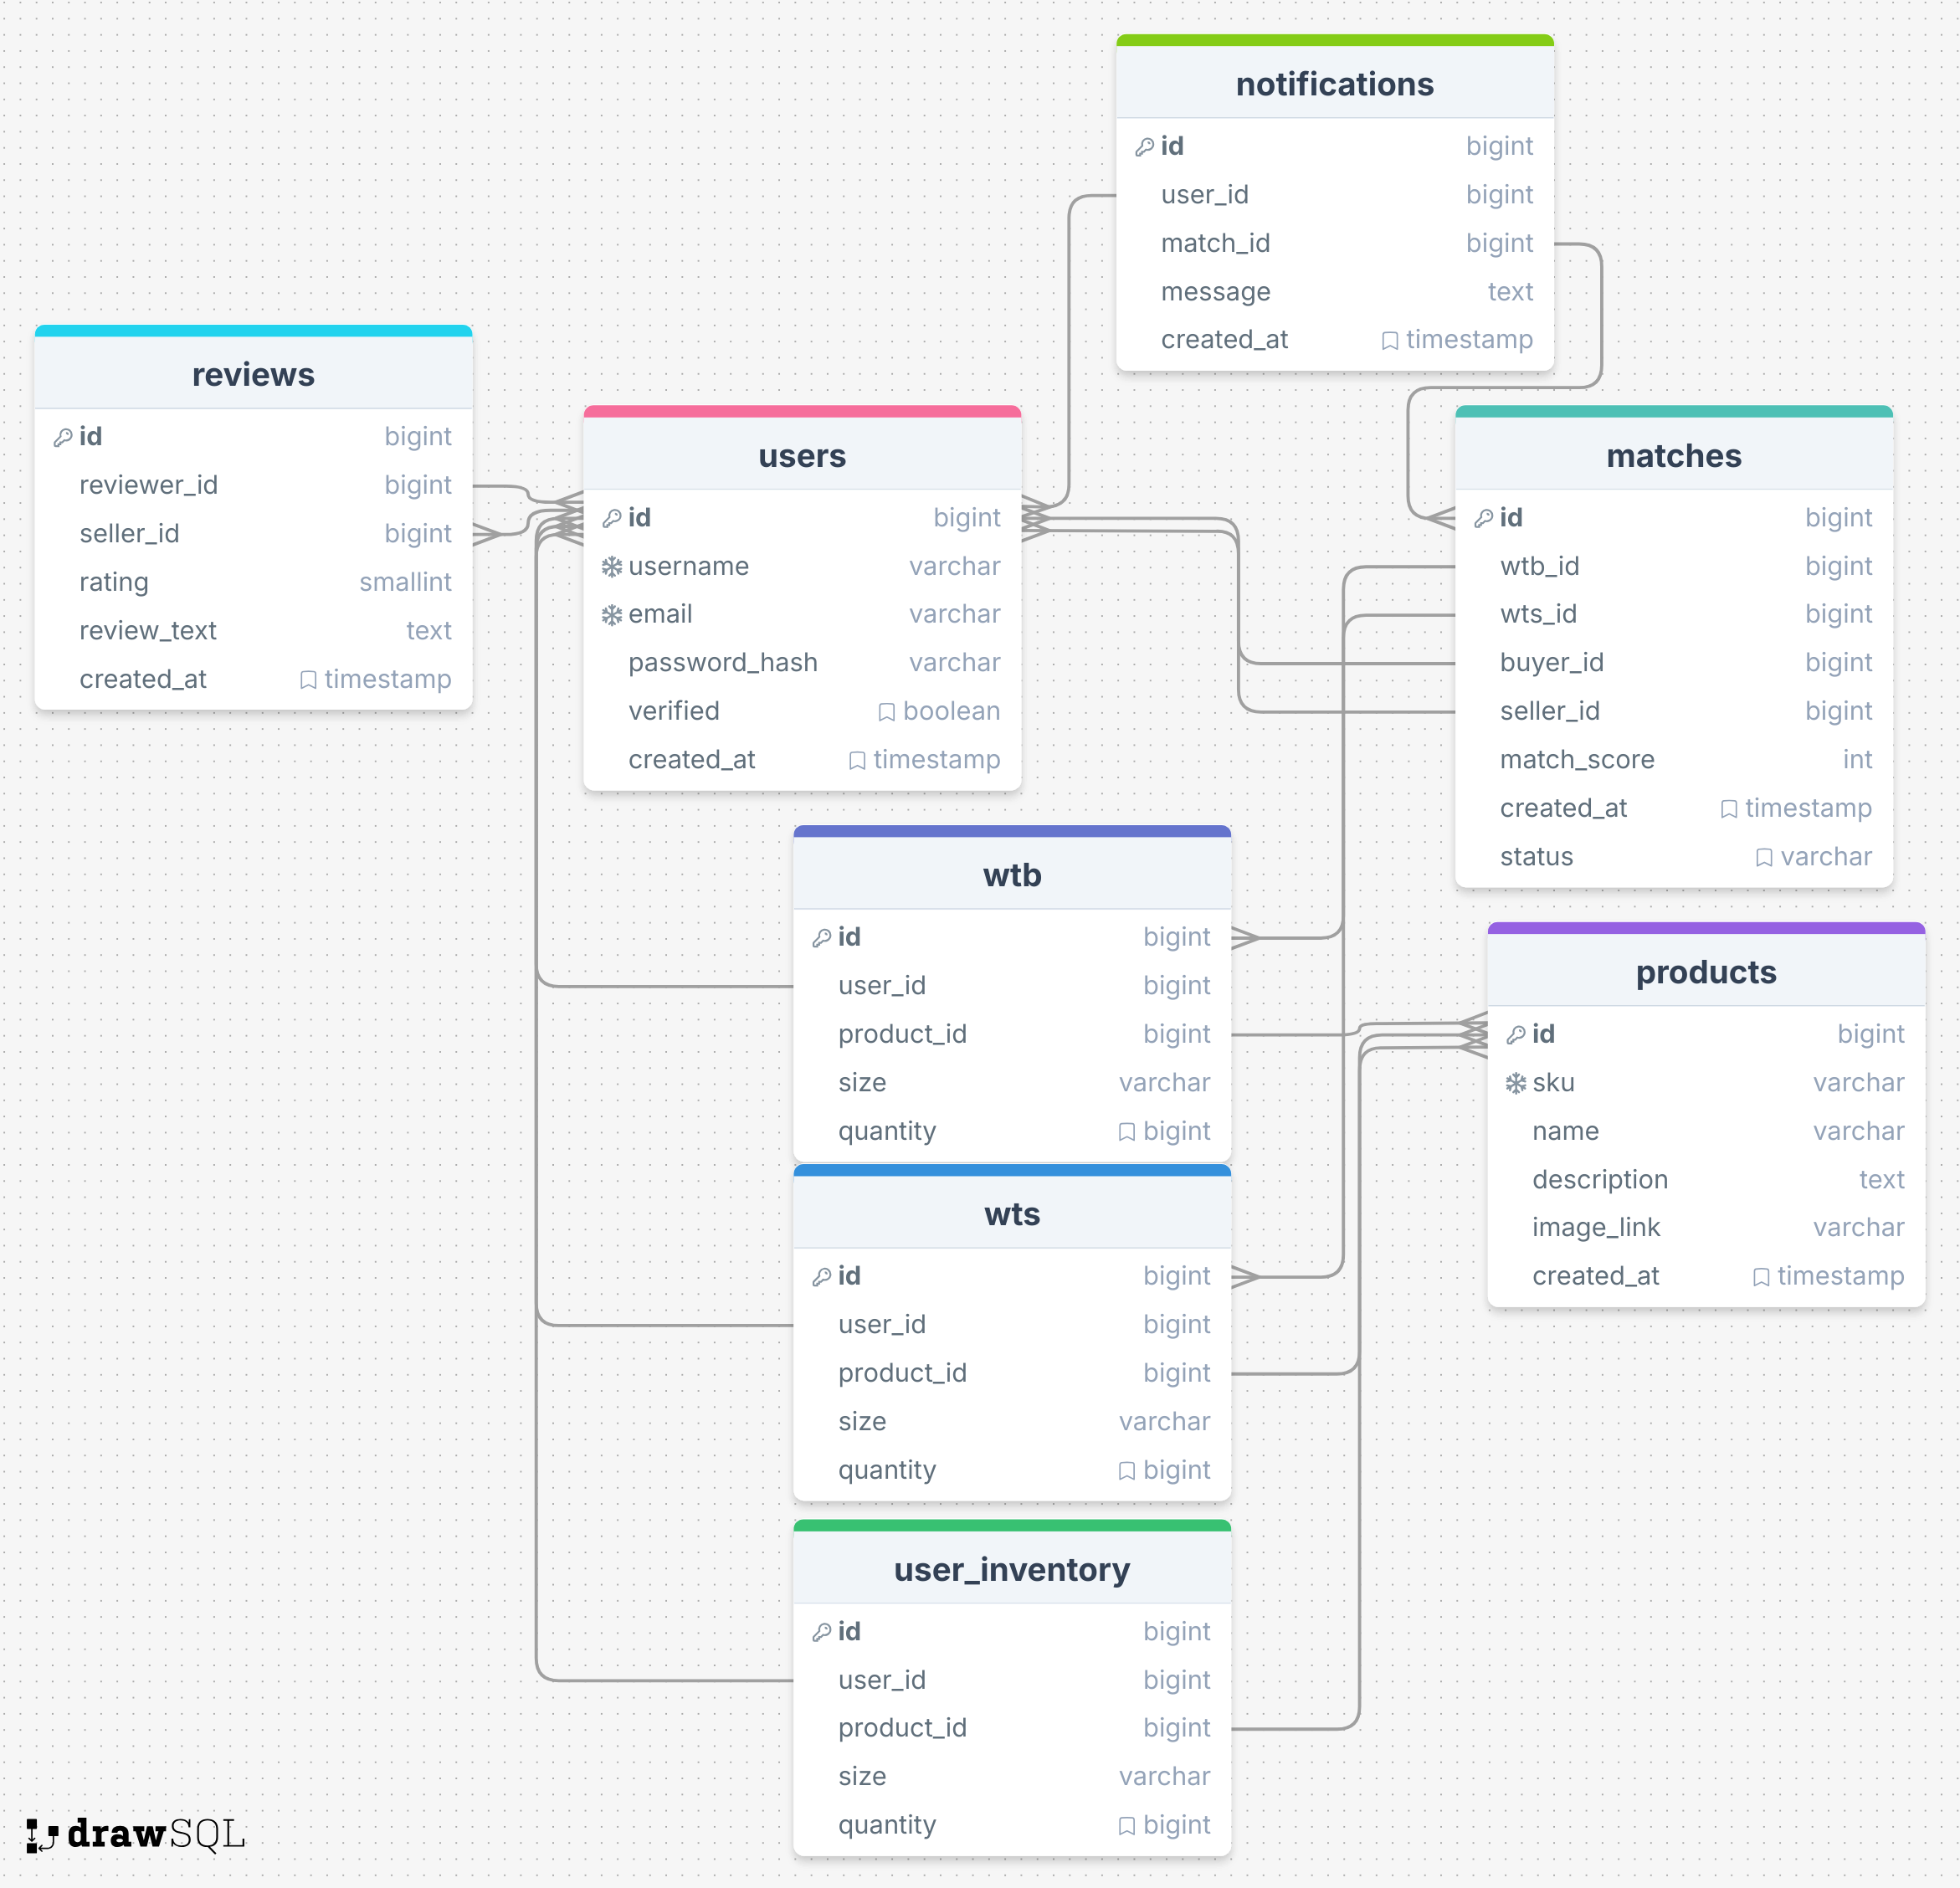 notifications
id bigint
user_id bigint
match_id bigint
message text
created_at timestamp
reviews
id bigint
reviewer_id bigint
seller_id bigint
rating smallint
review_text text
created_at timestamp
users
id bigint
username varchar
email varchar
password_hash varchar
verified boolean
created_at timestamp
matches
id bigint
wtb_id bigint
wts_id bigint
buyer_id bigint
seller_id bigint
match_score int
created_at timestamp
status varchar
wtb
id bigint
user_id bigint
product_id bigint
size varchar
quantity bigint
products
id bigint
sku varchar
name varchar
description text
image_link varchar
created_at timestamp
wts
id bigint
user_id bigint
product_id bigint
size varchar
quantity bigint
user_inventory
id bigint
user_id bigint
product_id bigint
size varchar
quantity bigint
drawSQL